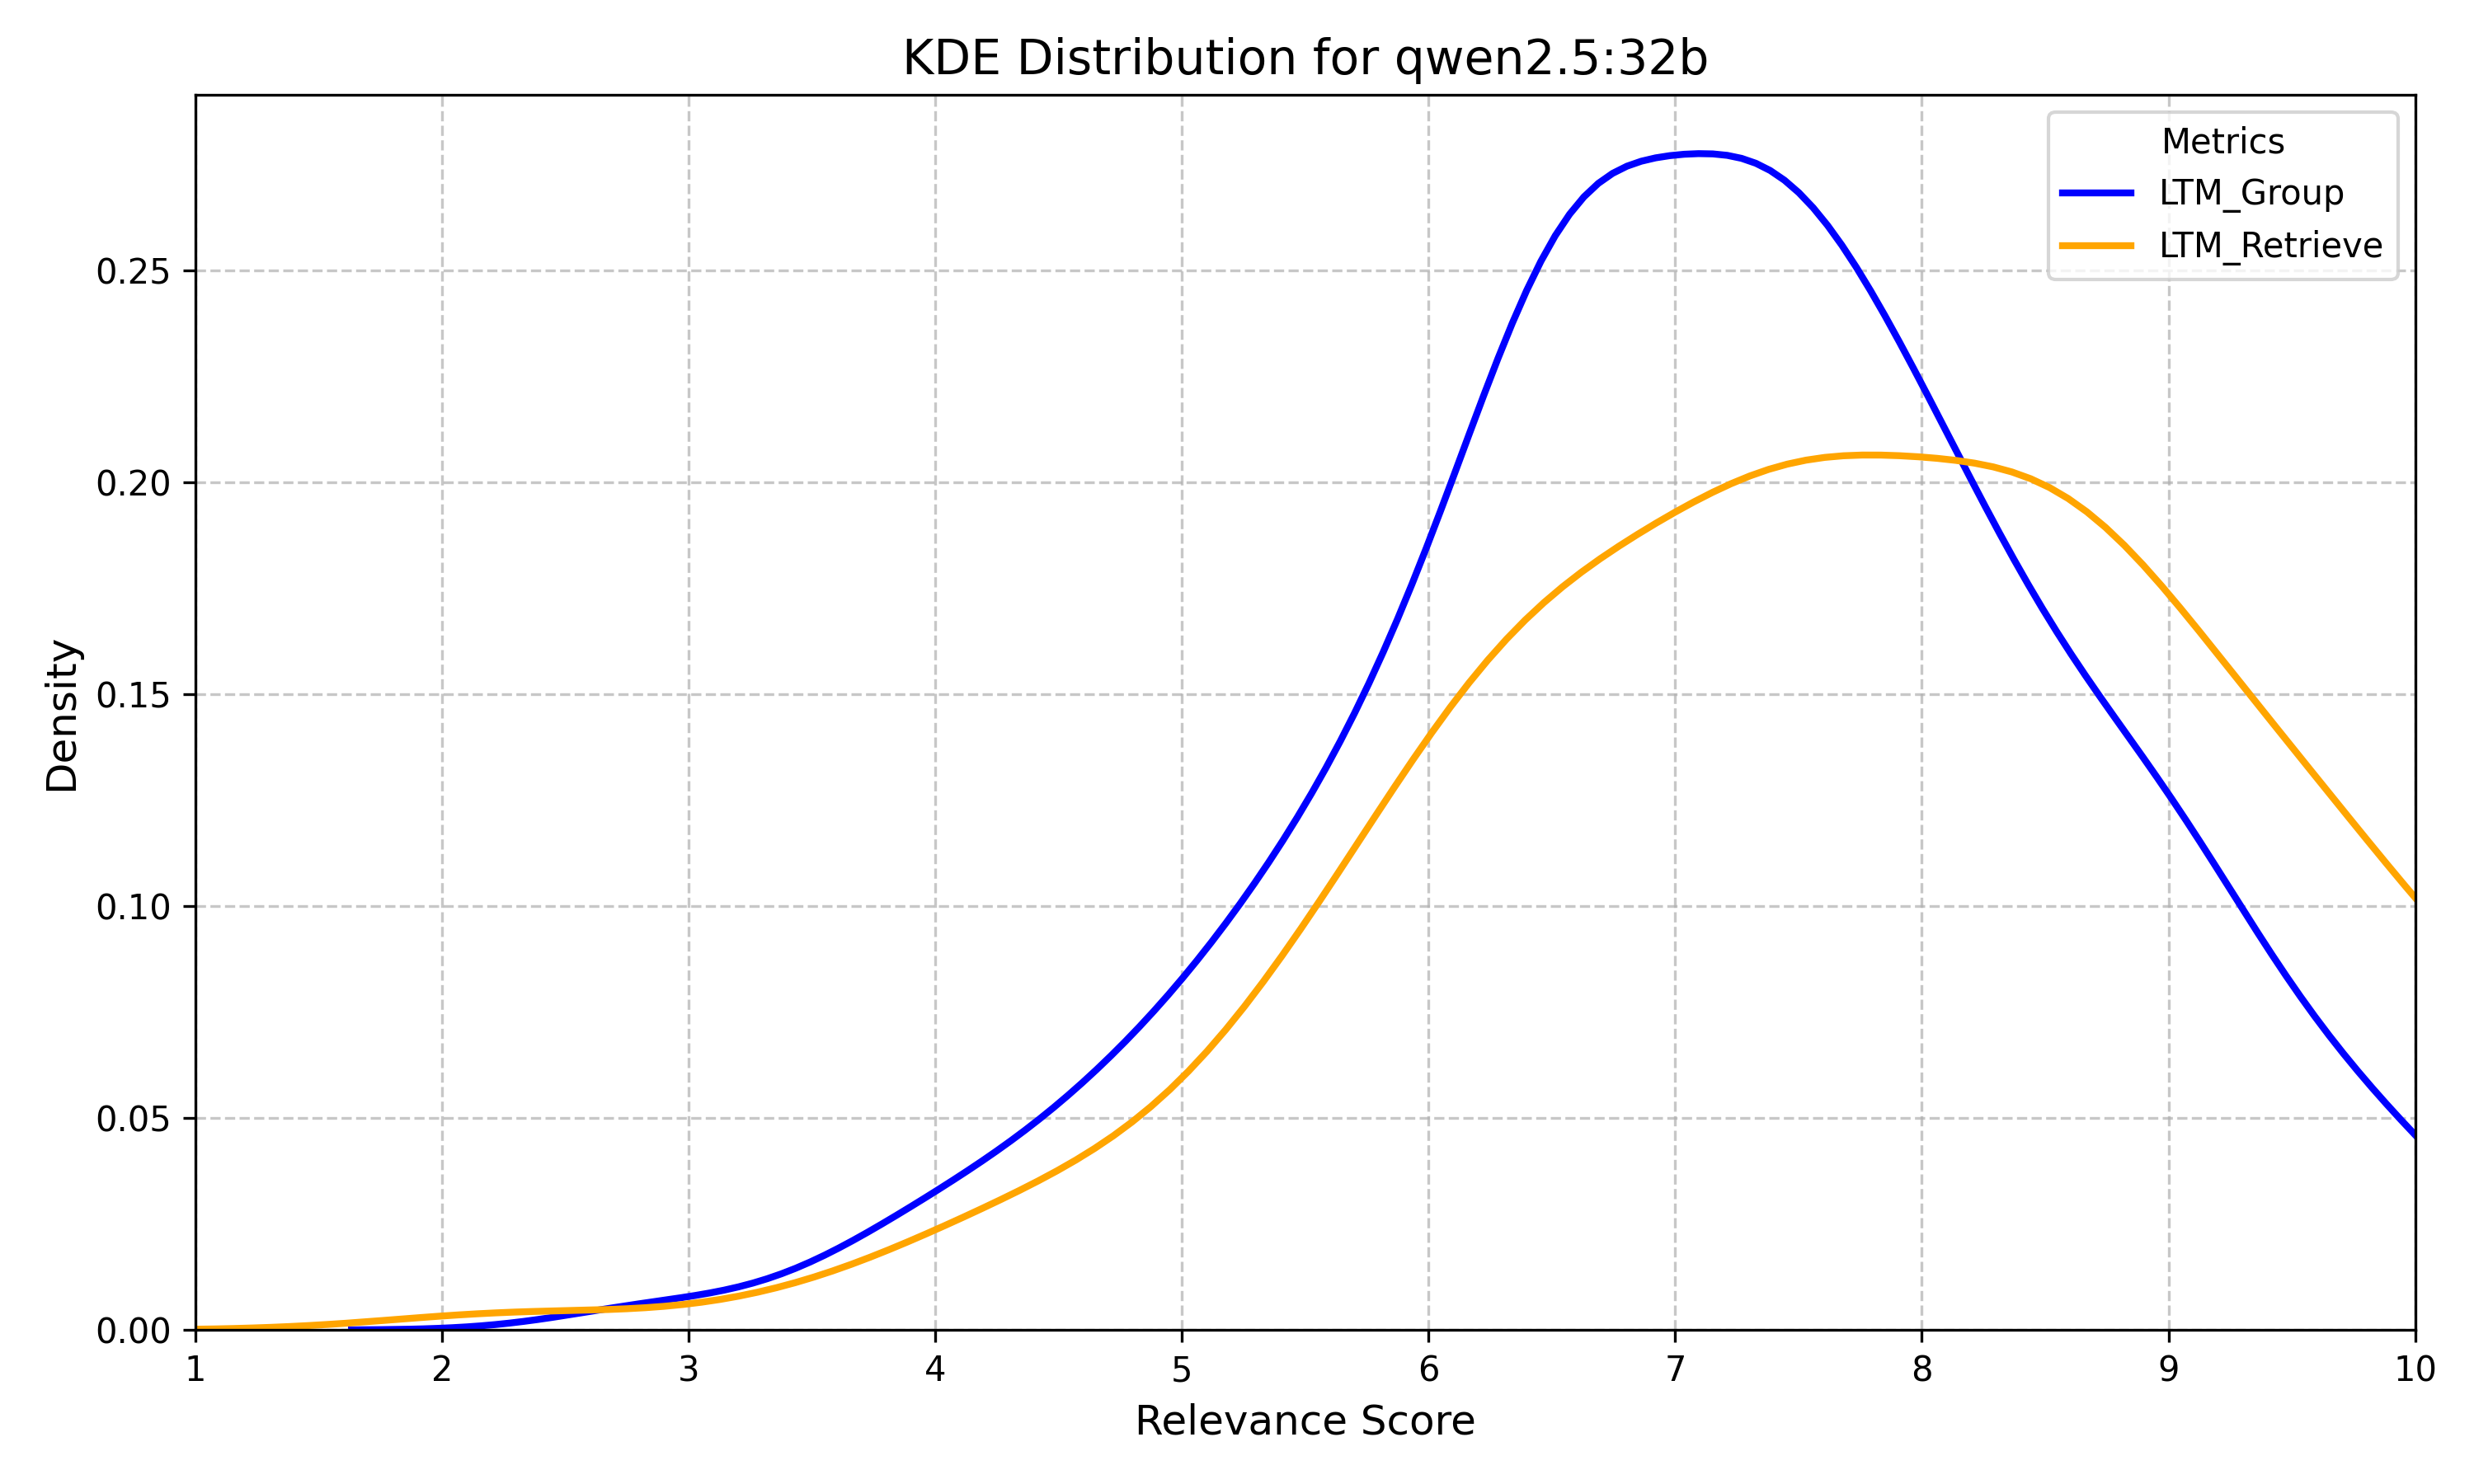 KDE Distribution for qwen2.5:32b
Metrics
LTM_Group
LTM_Retrieve
0.25
0.20
0.15
0.10
0.05
0.00
Density
1 2 3 4 5 6 7 8 9 10
Relevance Score